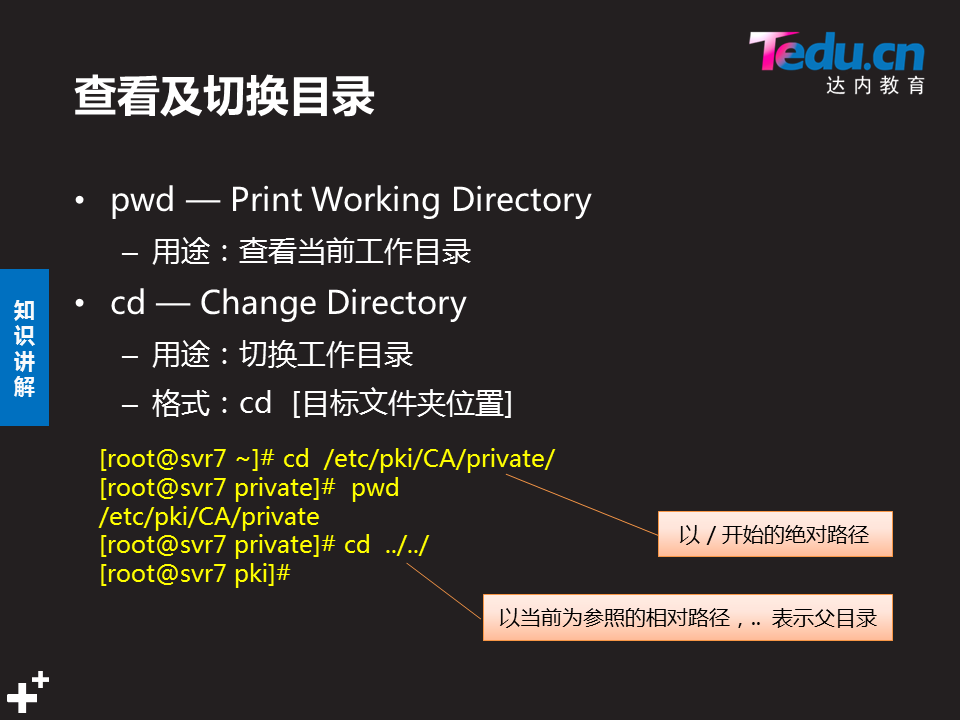 Tedu.cn
达内教育
查看及切换目录
• pwd — Print Working Directory
– 用途：查看当前工作目录
• cd — Change Directory
– 用途：切换工作目录
– 格式：cd [目标文件夹位置]
知识讲解
[root@svr7 ~]# cd /etc/pki/CA/private/
[root@svr7 private]# pwd
/etc/pki/CA/private
[root@svr7 private]# cd ../../
[root@svr7 pki]#
以 / 开始的绝对路径
以当前为参照的相对路径，.. 表示父目录